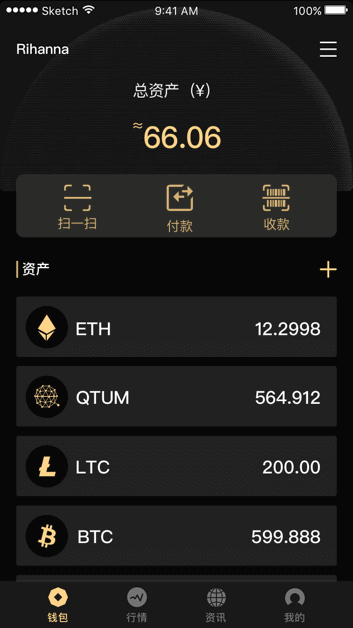 Sketch 9:41 AM 100%
Rihanna
总资产（¥）
≈66.06
扫一扫 付款 收款
资产
ETH 12.2998
QTUM 564.912
LTC 200.00
BTC 599.888
钱包 行情 资讯 我的